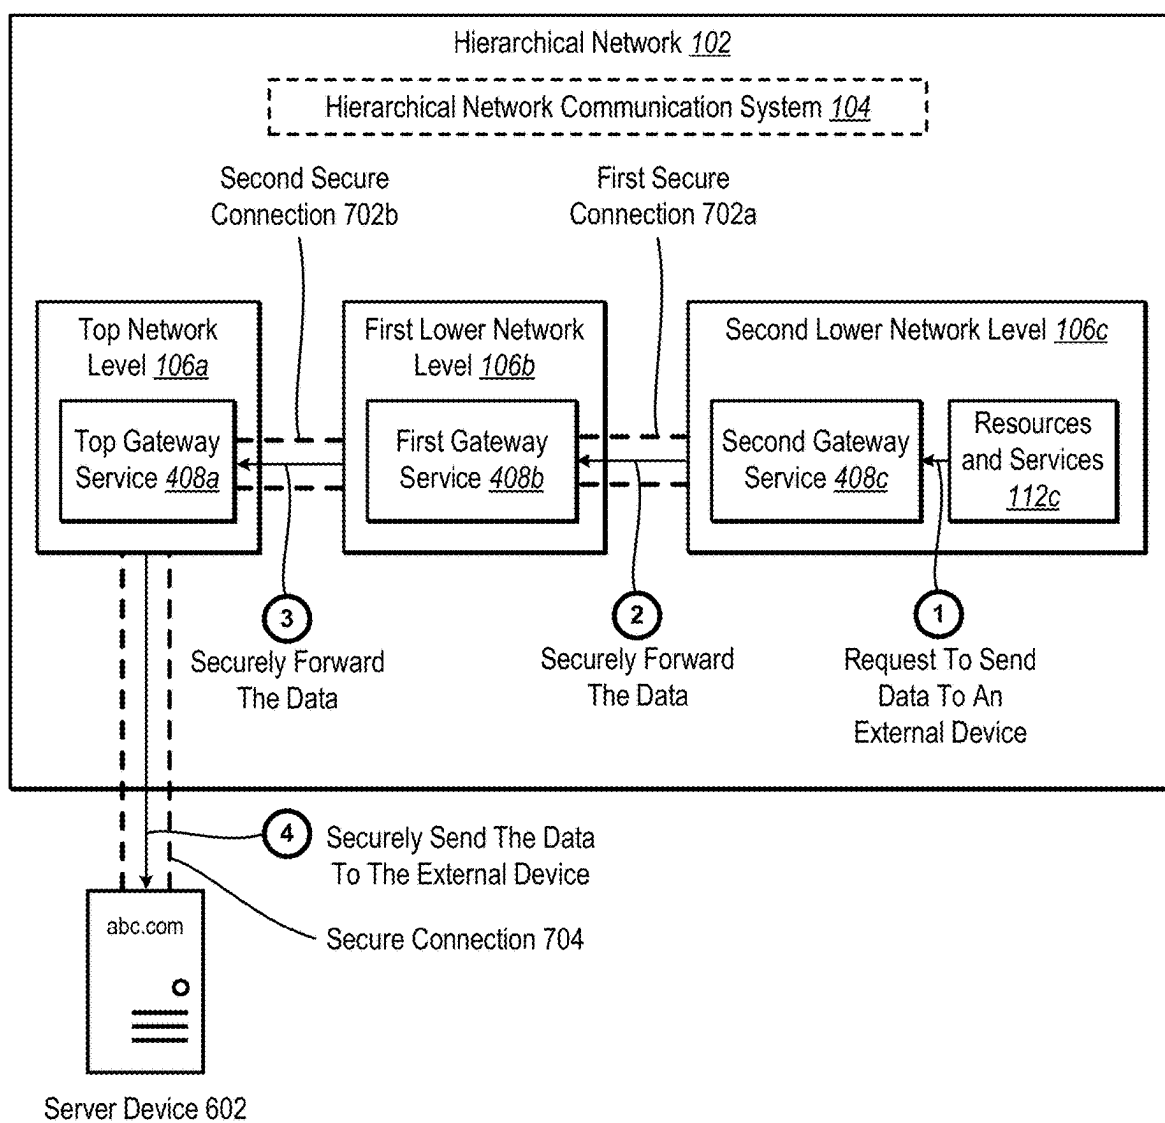 Hierarchical Network 102
Hierarchical Network Communication System 104
Second Secure
Connection 702b
First Secure
Connection 702a
Top Network
Level 106a
Top Gateway
Service 408a
First Lower Network
Level 106b
First Gateway
Service 408b
Second Lower Network Level 106c
Second Gateway
Service 408c
Resources
and Services
112c
3
Securely Forward
The Data
2
Securely Forward
The Data
1
Request To Send
Data To An
External Device
4
Securely Send The Data
To The External Device
Secure Connection 704
abc.com
Server Device 602